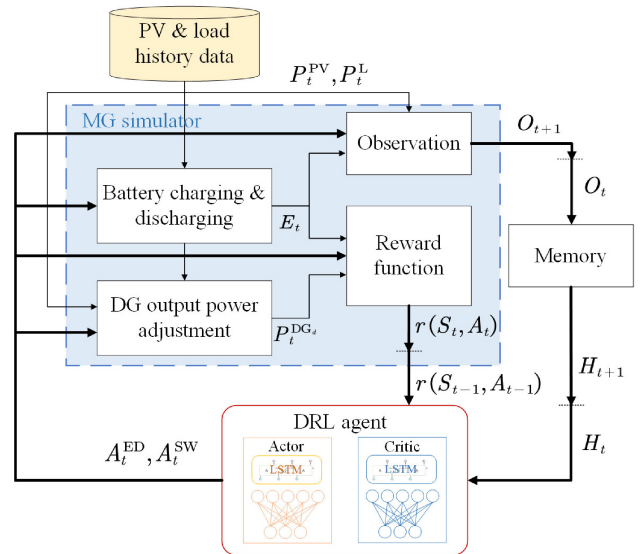 PV & load
history data
P_t^PV, P_t^L
MG simulator
Observation
O_{t+1}
O_t
Battery charging &
discharging
E_t
Reward
function
Memory
DG output power
adjustment
P_t^{DG_d}
r(S_t, A_t)
r(S_{t-1}, A_{t-1})
H_{t+1}
H_t
DRL agent
A_t^ED, A_t^SW
Actor
Critic
LSTM
LSTM